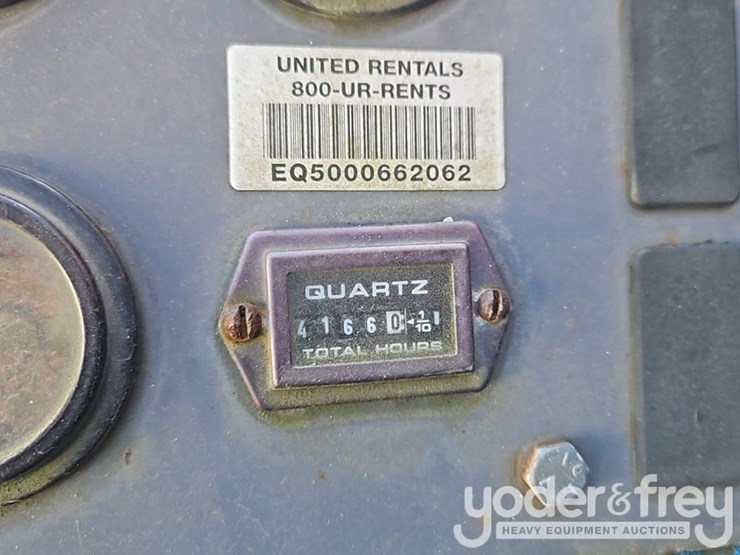 UNITED RENTALS
800-UR-RENTS
EQ5000662062
QUARTZ
41660 1/10
TOTAL HOURS
yoder&frey
HEAVY EQUIPMENT AUCTIONS